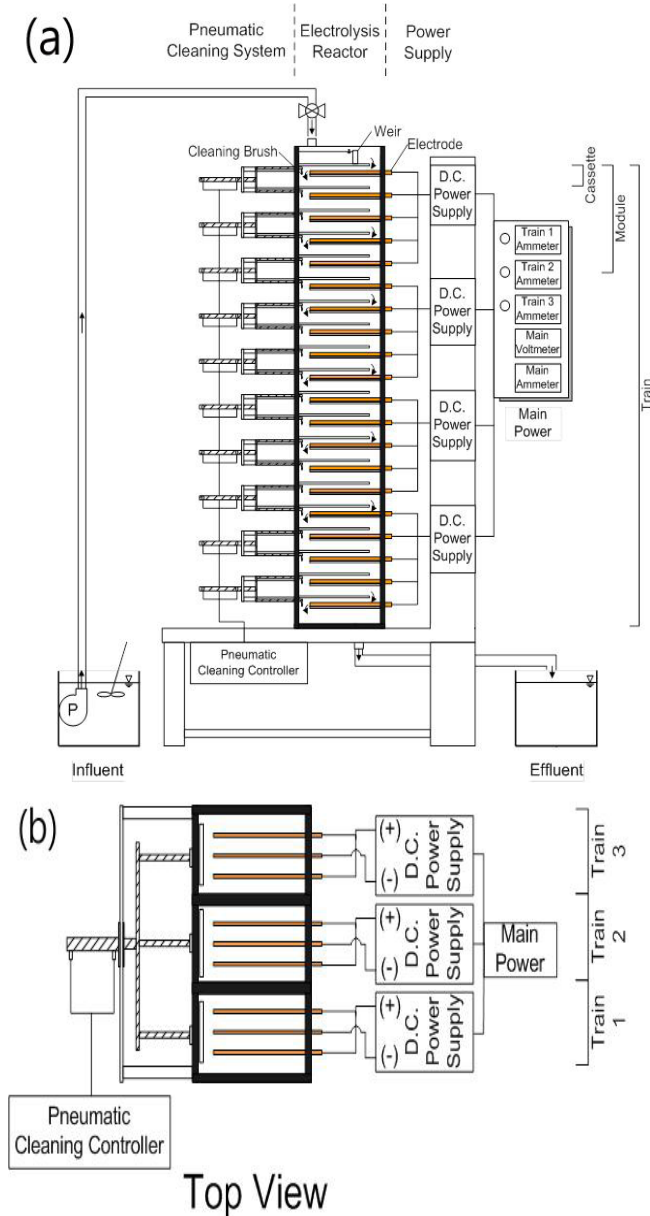 (a)
Pneumatic
Cleaning System
Electrolysis
Reactor
Power
Supply
Weir
Cleaning Brush
Electrode
D.C.
Power
Supply
D.C.
Power
Supply
D.C.
Power
Supply
D.C.
Power
Supply
Train 1
Ammeter
Train 2
Ammeter
Train 3
Ammeter
Main
Voltmeter
Main
Ammeter
Main
Power
Cassette
Module
Train
Pneumatic
Cleaning Controller
P
Influent
Effluent
(b)
(+)
(-)
D.C.
Power
Supply
Train
3
(+)
(-)
D.C.
Power
Supply
Main
Power
Train
2
(+)
(-)
D.C.
Power
Supply
Train
1
Pneumatic
Cleaning Controller
Top View